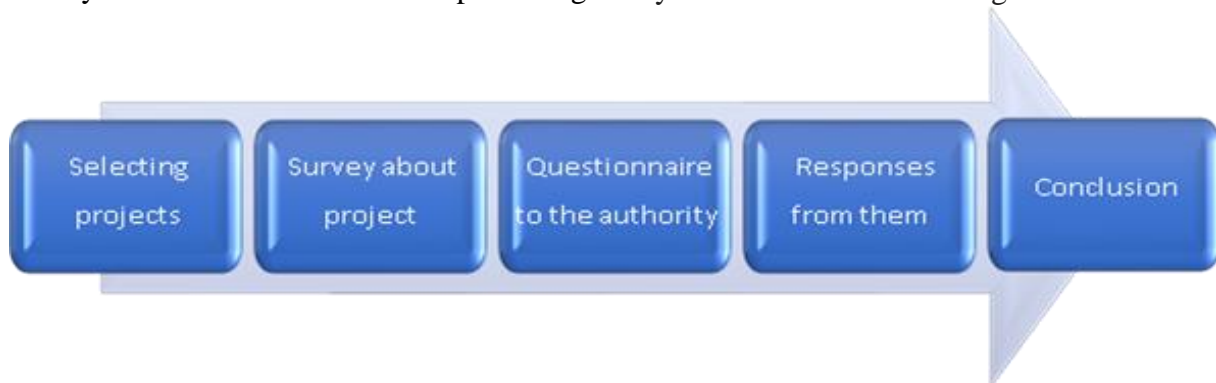 Selecting
projects
Survey about
project
Questionnaire
to the authority
Responses
from them
Conclusion